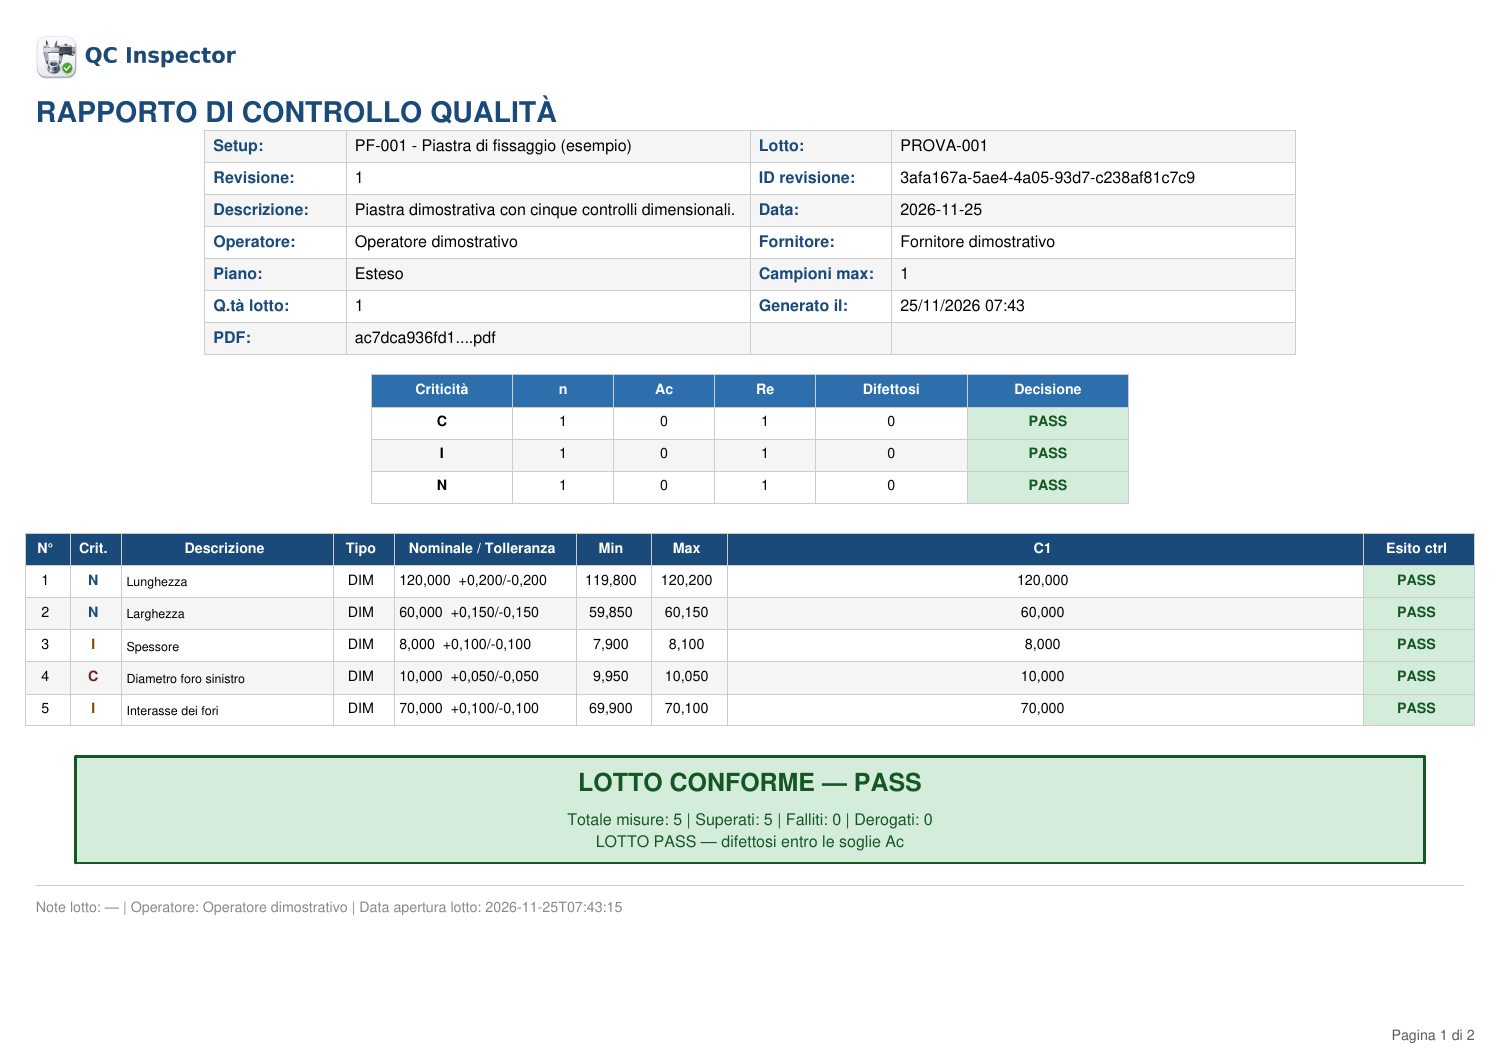 QC Inspector
RAPPORTO DI CONTROLLO QUALITÀ
Setup: PF-001 - Piastra di fissaggio (esempio) Lotto: PROVA-001
Revisione: 1 ID revisione: 3afa167a-5ae4-4a05-93d7-c238af81c7c9
Descrizione: Piastra dimostrativa con cinque controlli dimensionali. Data: 2026-11-25
Operatore: Operatore dimostrativo Fornitore: Fornitore dimostrativo
Piano: Esteso Campioni max: 1
Q.tà lotto: 1 Generato il: 25/11/2026 07:43
PDF: ac7dca936fd1....pdf
Criticità n Ac Re Difettosi Decisione
C 1 0 1 0 PASS
I 1 0 1 0 PASS
N 1 0 1 0 PASS
N° Crit. Descrizione Tipo Nominale / Tolleranza Min Max C1 Esito ctrl
1 N Lunghezza DIM 120,000 +0,200/-0,200 119,800 120,200 120,000 PASS
2 N Larghezza DIM 60,000 +0,150/-0,150 59,850 60,150 60,000 PASS
3 I Spessore DIM 8,000 +0,100/-0,100 7,900 8,100 8,000 PASS
4 C Diametro foro sinistro DIM 10,000 +0,050/-0,050 9,950 10,050 10,000 PASS
5 I Interasse dei fori DIM 70,000 +0,100/-0,100 69,900 70,100 70,000 PASS
LOTTO CONFORME — PASS
Totale misure: 5 | Superati: 5 | Falliti: 0 | Derogati: 0
LOTTO PASS — difettosi entro le soglie Ac
Note lotto: — | Operatore: Operatore dimostrativo | Data apertura lotto: 2026-11-25T07:43:15
Pagina 1 di 2